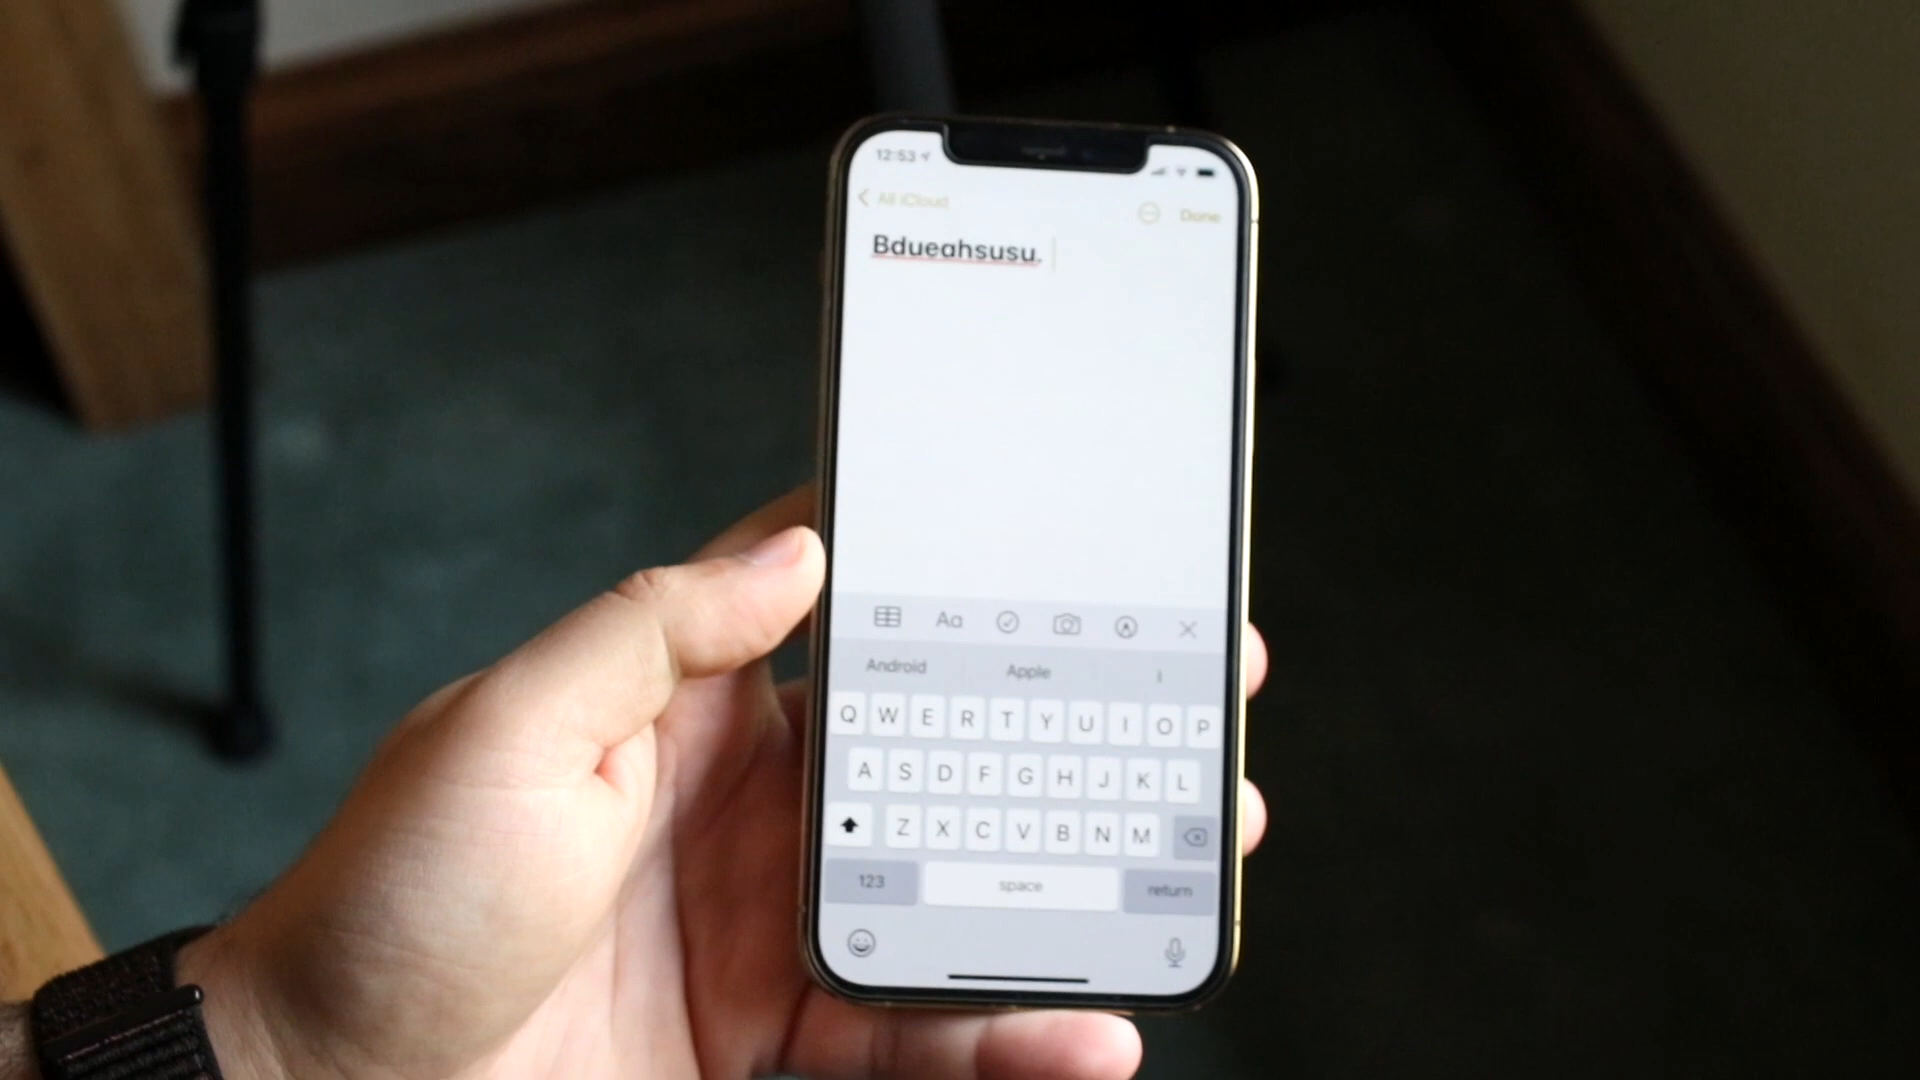 12:53
All iCloud
Done
Bdueahsusu.
Aa
Android Apple I
Q W E R T Y U I O P
A S D F G H J K L
Z X C V B N M
123 space return